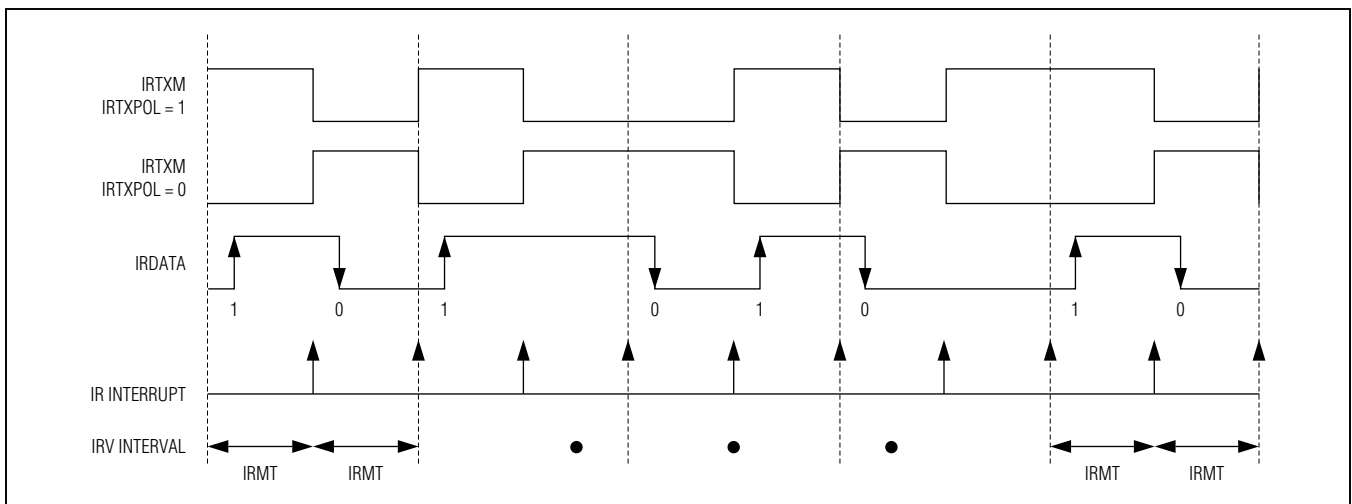 IRTXM
IRTXPOL = 1
IRTXM
IRTXPOL = 0
IRDATA
1 0 1 0 1 0 1 0
IR INTERRUPT
IRV INTERVAL
IRMT IRMT IRMT IRMT